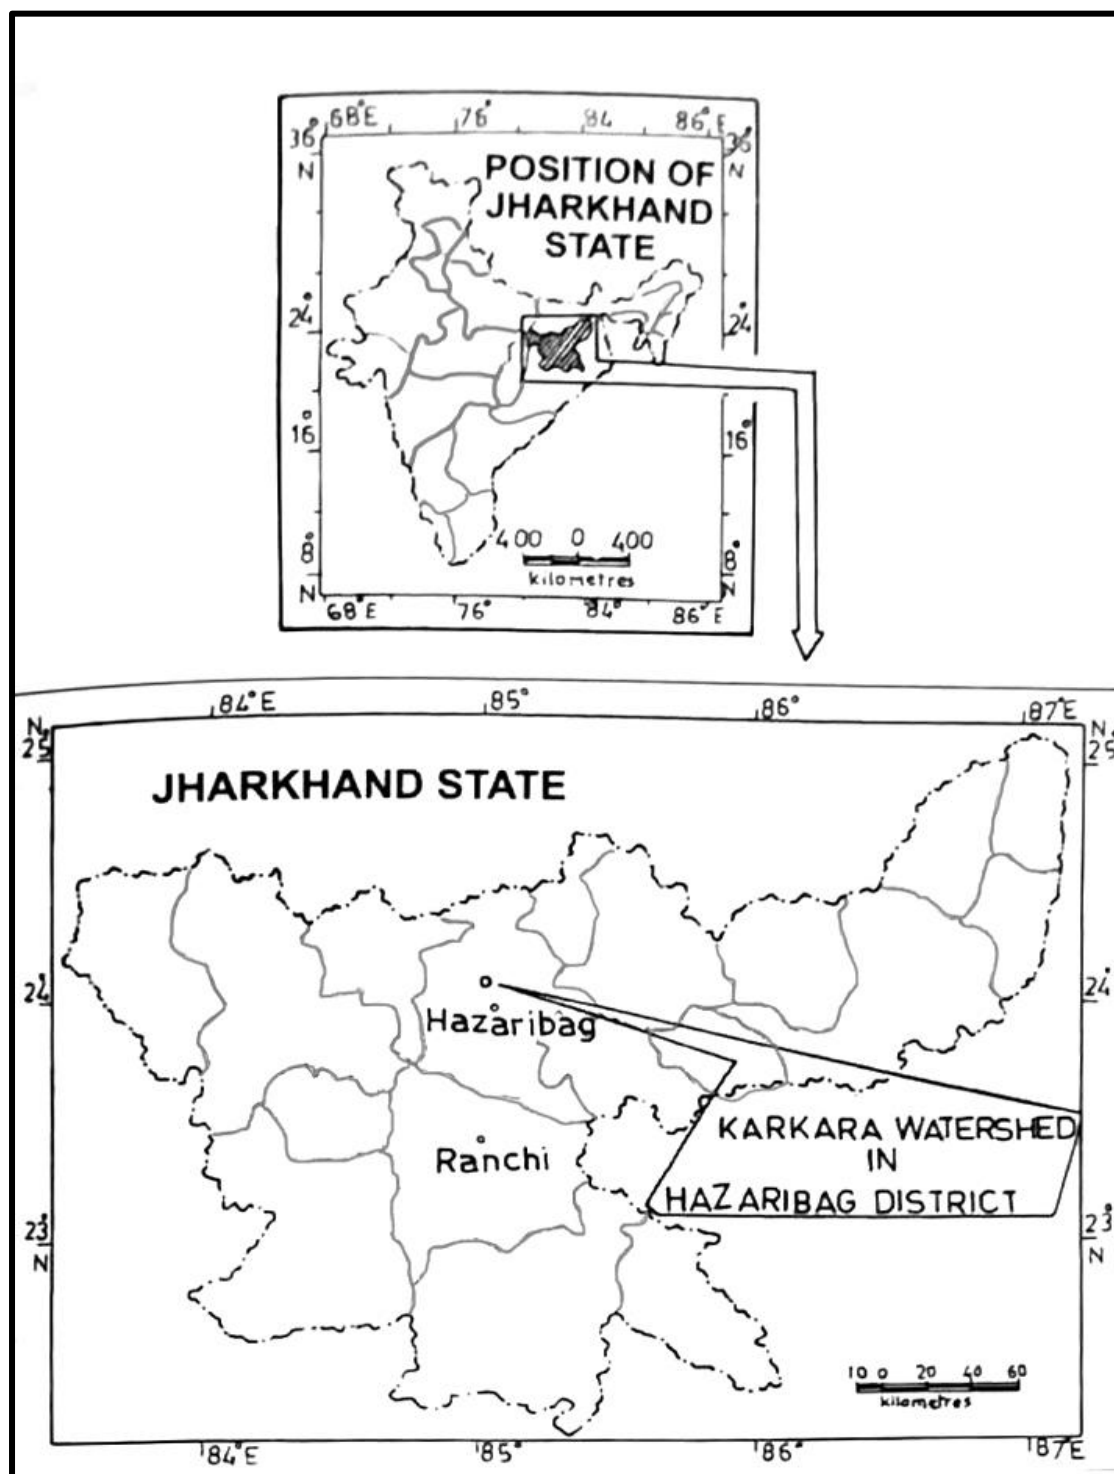 68°E 76° 84 86°E
36° 36°
N N
POSITION OF
JHARKHAND
STATE
24° 24°
16° 16°
400 0 400
kilometres
8° 8°
N N
68°E 76° 84° 86°E
84°E 85° 86° 87°E
N. N.
25 25
JHARKHAND STATE
24° 24°
Hazaribag
KARKARA WATERSHED
IN
HAZARIBAG DISTRICT
Ranchi
23° 23°
N N
10 0 20 40 60
kilometres
84°E 85° 86° 87°E